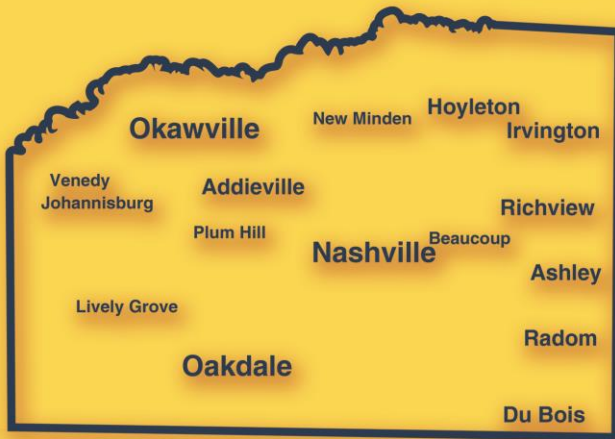 Hoyleton
New Minden
Okawville
Irvington
Venedy
Addieville
Johannisburg
Richview
Plum Hill
Beaucoup
Nashville
Ashley
Lively Grove
Radom
Oakdale
Du Bois